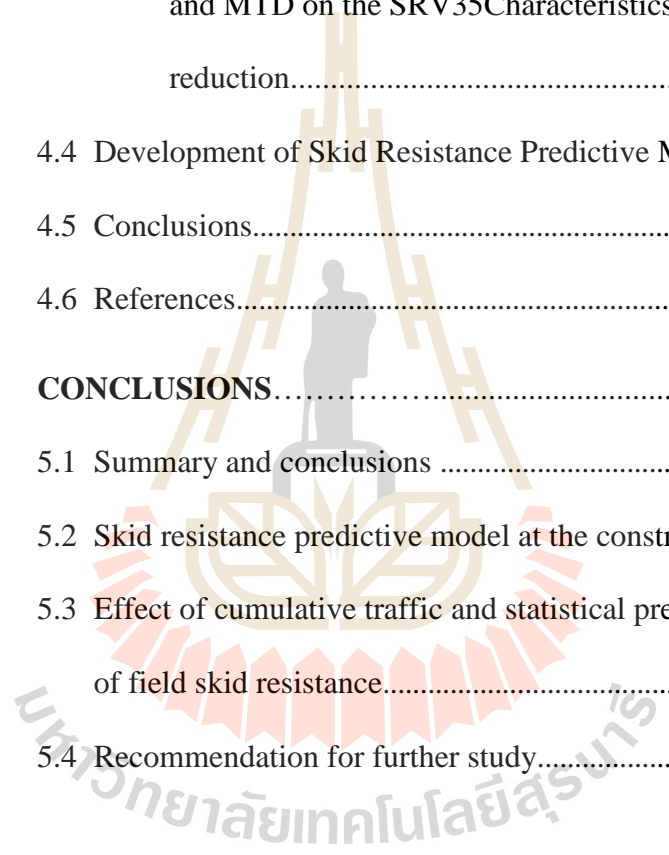 and MTD on the SRV35Characteristics
reduction........................................
4.4 Development of Skid Resistance Predictive
4.5 Conclusions........................................
4.6 References........................................
CONCLUSIONS........................................
5.1 Summary and conclusions ..............................
5.2 Skid resistance predictive model at the
5.3 Effect of cumulative traffic and statistical
of field skid resistance..............................
5.4 Recommendation for further study....................
มหาวิทยาลัยเทคโนโลยีสุรนารี